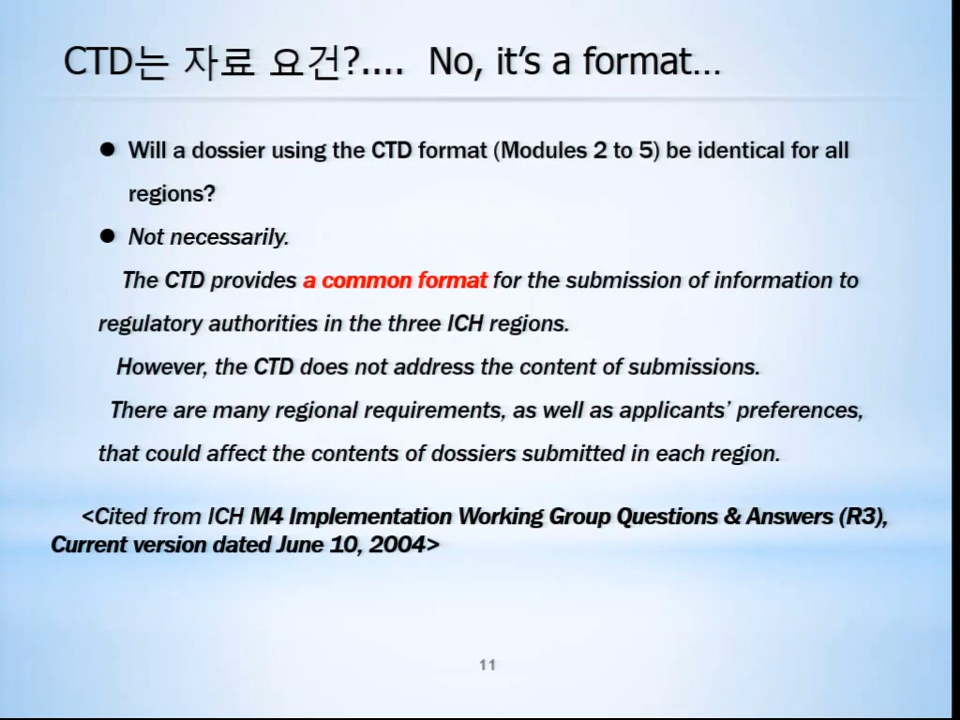 CTD는 자료 요건?.... No, it's a format...
● Will a dossier using the CTD format (Modules 2 to 5) be identical for all
regions?
● Not necessarily.
The CTD provides a common format for the submission of information to
regulatory authorities in the three ICH regions.
However, the CTD does not address the content of submissions.
There are many regional requirements, as well as applicants' preferences,
that could affect the contents of dossiers submitted in each region.
<Cited from ICH M4 Implementation Working Group Questions & Answers (R3),
Current version dated June 10, 2004>
11